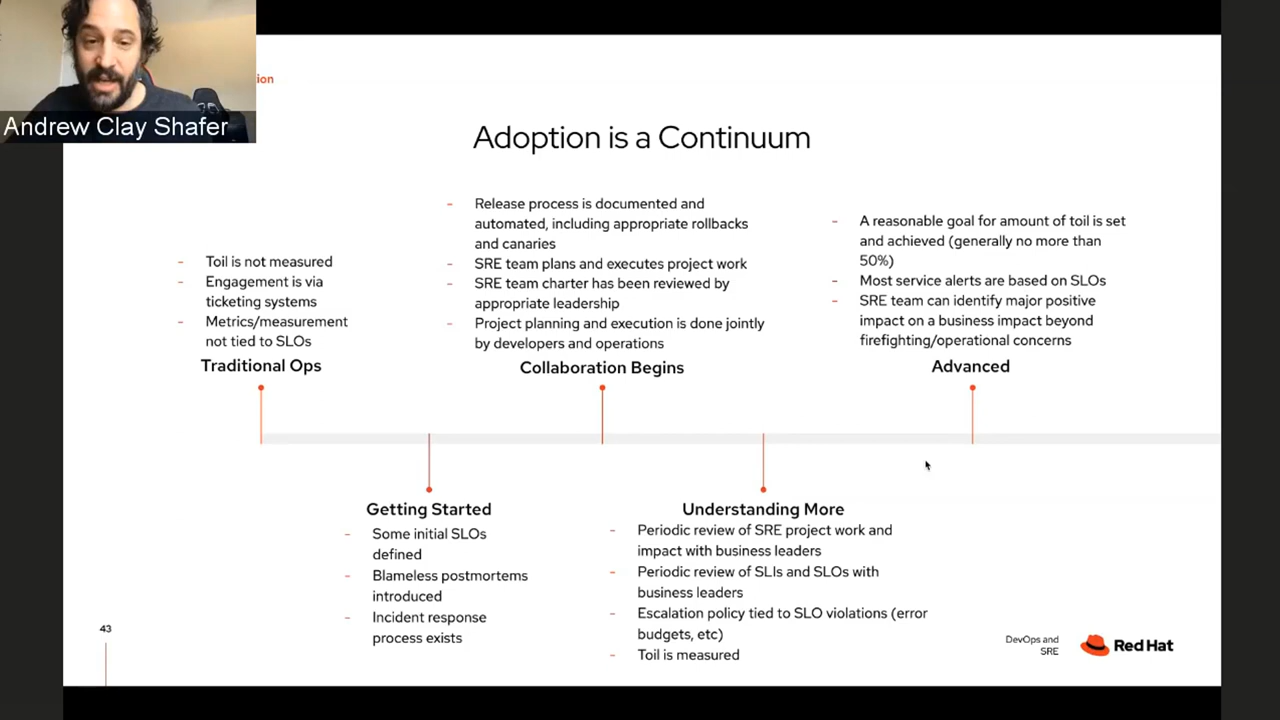 Andrew Clay Shafer
ion
Adoption is a Continuum
- Toil is not measured
- Engagement is via
ticketing systems
- Metrics/measurement
not tied to SLOs
Traditional Ops
- Release process is documented and
automated, including appropriate rollbacks
and canaries
- SRE team plans and executes project work
- SRE team charter has been reviewed by
appropriate leadership
- Project planning and execution is done jointly
by developers and operations
Collaboration Begins
- A reasonable goal for amount of toil is set
and achieved (generally no more than
50%)
- Most service alerts are based on SLOs
- SRE team can identify major positive
impact on a business impact beyond
firefighting/operational concerns
Advanced
Getting Started
- Some initial SLOs
defined
- Blameless postmortems
introduced
- Incident response
process exists
Understanding More
- Periodic review of SRE project work and
impact with business leaders
- Periodic review of SLIs and SLOs with
business leaders
- Escalation policy tied to SLO violations (error
budgets, etc)
- Toil is measured
43
DevOps and
SRE
Red Hat